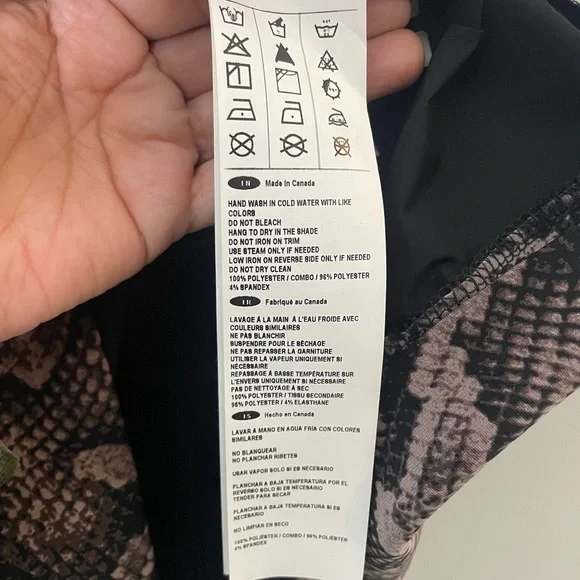 EN Made in Canada
HAND WASH IN COLD WATER WITH LIKE
COLORS
DO NOT BLEACH
HANG TO DRY IN THE SHADE
DO NOT IRON ON TRIM
USE STEAM ONLY IF NEEDED
LOW IRON ON REVERSE SIDE ONLY IF NEEDED
DO NOT DRY CLEAN
100% POLYESTER / COMBO / 96% POLYESTER
4% SPANDEX
FR Fabriqué au Canada
LAVAGE À LA MAIN À L'EAU FROIDE AVEC
COULEURS SIMILAIRES
NE PAS BLANCHIR
SUSPENDRE POUR LE SÉCHAGE
NE PAS REPASSER LA GARNITURE
UTILISER LA VAPEUR UNIQUEMENT SI
NÉCESSAIRE
REPASSAGE À BASSE TEMPÉRATURE SUR
L'ENVERS UNIQUEMENT SI NÉCESSAIRE
PAS DE NETTOYAGE À SEC
100% POLYESTER / TISSU SECONDAIRE
96% POLYESTER / 4% ELASTHANE
ES Hecho en Canadá
LAVAR A MANO EN AGUA FRÍA CON COLORES
SIMILARES
NO BLANQUEAR
NO PLANCHAR RIBETES
USAR VAPOR SOLO SI ES NECESARIO
PLANCHAR A BAJA TEMPERATURA POR EL
REVERSO SOLO SI ES NECESARIO
TENDER PARA SECAR
PLANCHAR A BAJA TEMPERATURA SI ES
NECESARIO
NO LIMPIAR EN SECO
100% POLIÉSTER / COMBO / 96% POLIÉSTER
4% SPANDEX